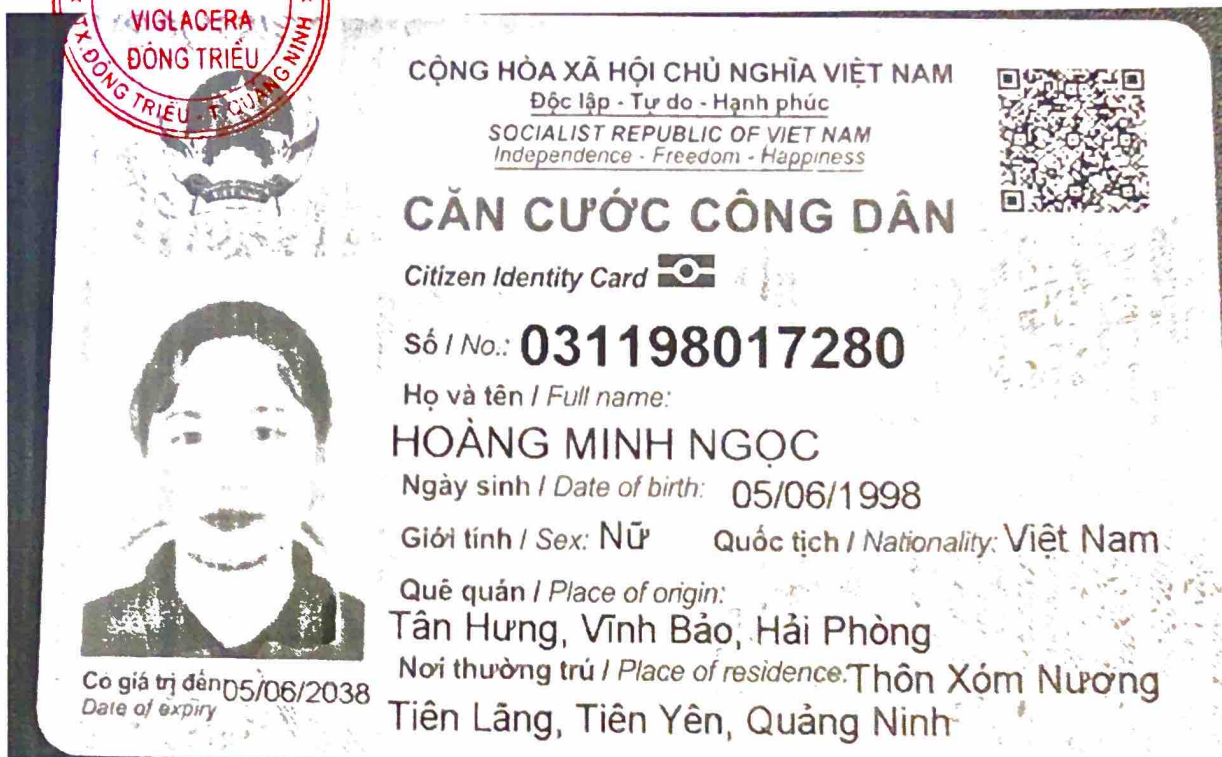 VIGLACERA
ĐÔNG TRIỀU
TX.ĐÔNG TRIỀU - T.QUẢNG NINH
CỘNG HÒA XÃ HỘI CHỦ NGHĨA VIỆT NAM
Độc lập - Tự do - Hạnh phúc
SOCIALIST REPUBLIC OF VIET NAM
Independence - Freedom - Happiness
CĂN CƯỚC CÔNG DÂN
Citizen Identity Card
Số / No.: 031198017280
Họ và tên / Full name:
HOÀNG MINH NGỌC
Ngày sinh / Date of birth: 05/06/1998
Giới tính / Sex: Nữ Quốc tịch / Nationality: Việt Nam
Quê quán / Place of origin:
Tân Hưng, Vĩnh Bảo, Hải Phòng
Nơi thường trú / Place of residence: Thôn Xóm Nương
Tiên Lãng, Tiên Yên, Quảng Ninh
Có giá trị đến 05/06/2038
Date of expiry